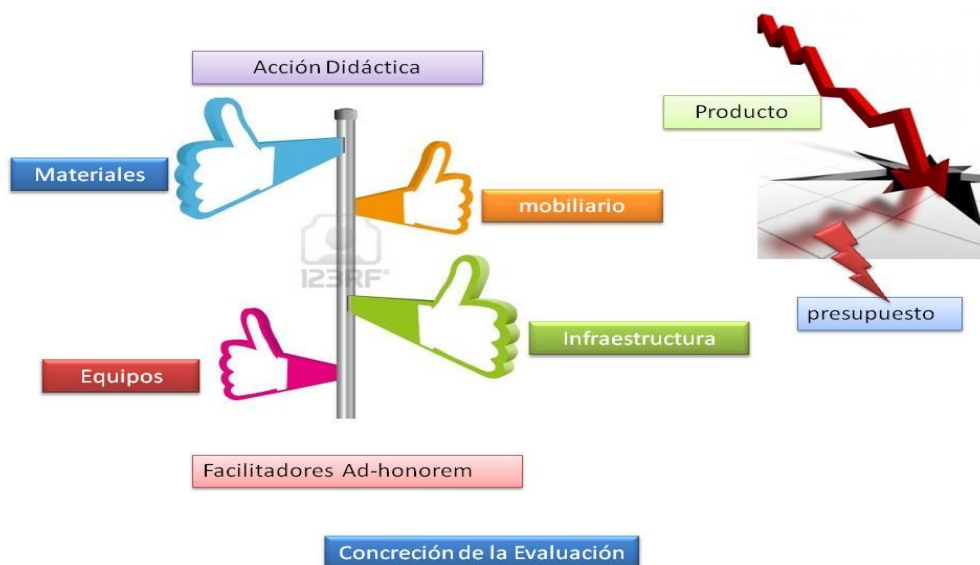 Acción Didáctica
Producto
Materiales
mobiliario
123RF®
presupuesto
Infraestructura
Equipos
Facilitadores Ad-honorem
Concreción de la Evaluación